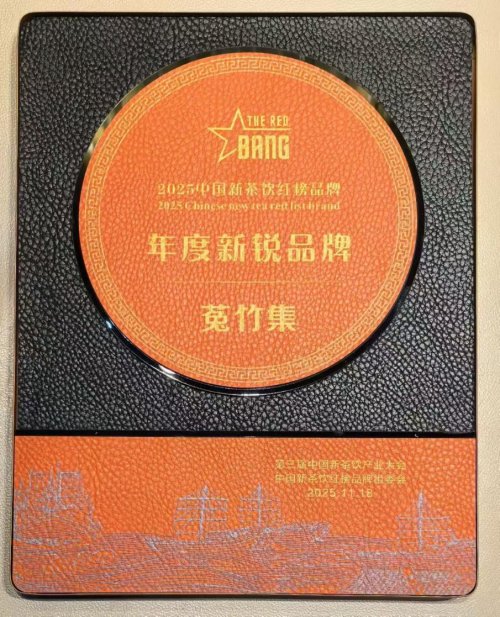 THE RED
BANG
2025中国新茶饮红榜品牌
2025 Chinese new tea red list brand
年度新锐品牌
菟竹集
第三届中国新茶饮产业大会
中国新茶饮红榜品牌组委会
2025.11.18